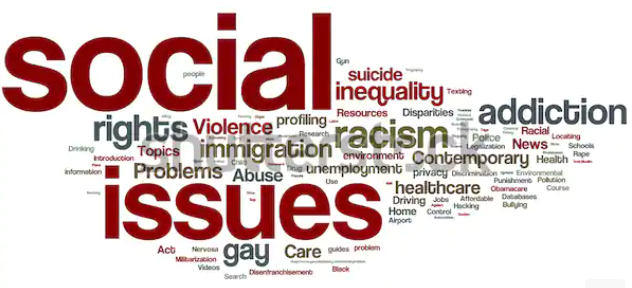 social
people
Gun
suicide
inequality
Texting
Resources
Disparities
addiction
rights
Violence
profiling
Research
racism
Police
Racial
Locating
Drinking
Introduction
Topics
immigration
environment
Legalization
News
Schools
Contemporary
Health
Rape
information
Problems
Abuse
unemployment
privacy
Discrimination
Environmental
Punishment
Pollution
Use
healthcare
Obamacare
Course
issues
Driving
Jobs
Affordable
Databases
Home
Control
Hacking
Bullying
Airport
Act
Nervosa
gay
Care
guides
problem
Militarization
Videos
Search
Disenfranchisement
Black
shutterstock